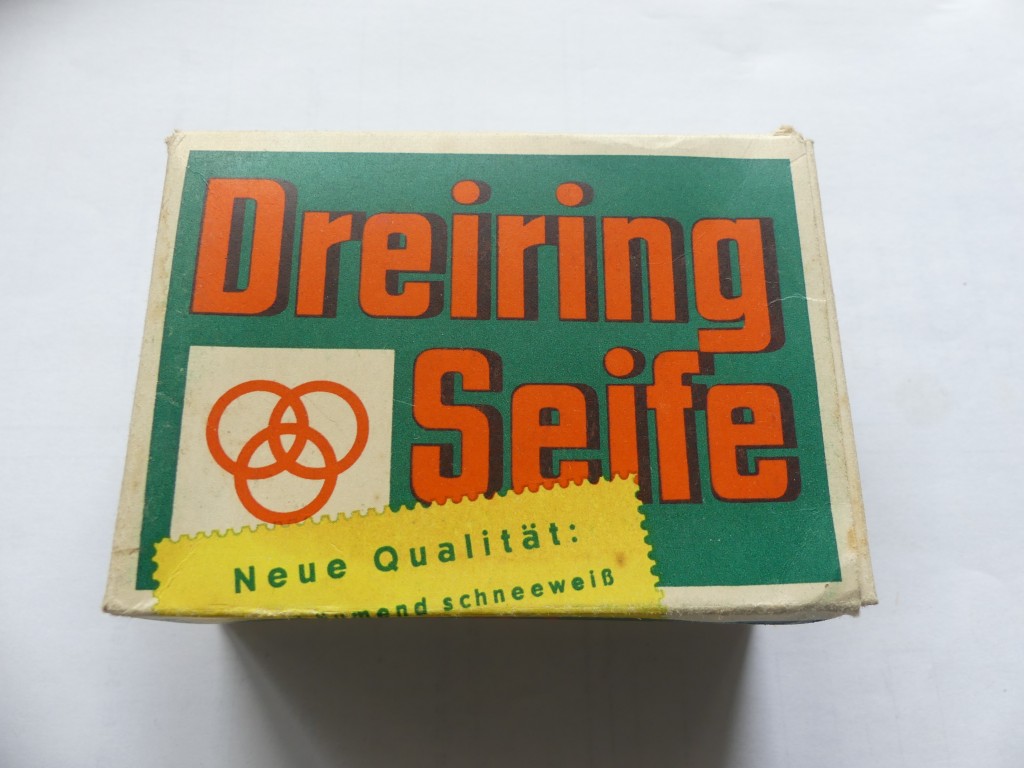 Dreiring
Seife
Neue Qualität:
schneeweiß